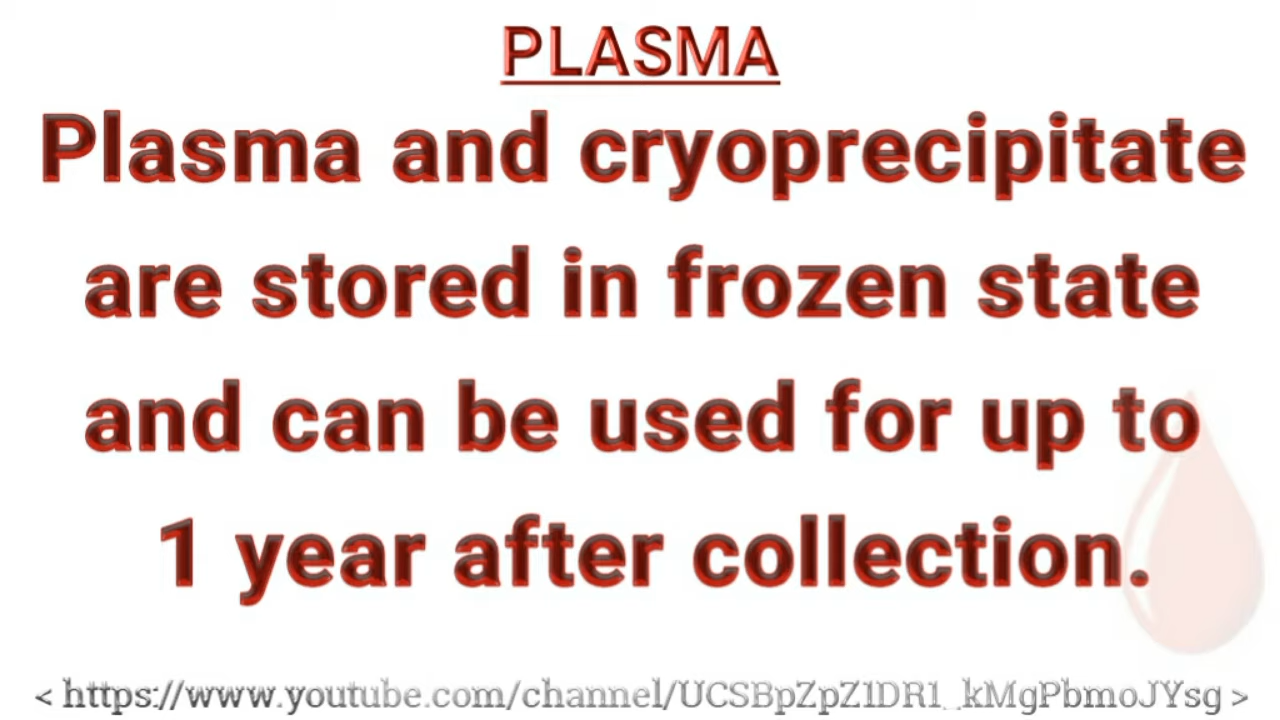 PLASMA
Plasma and cryoprecipitate
are stored in frozen state
and can be used for up to
1 year after collection.
< https://www.youtube.com/channel/UCSBpZpZ1DR1_kMgPbmoJYsg >